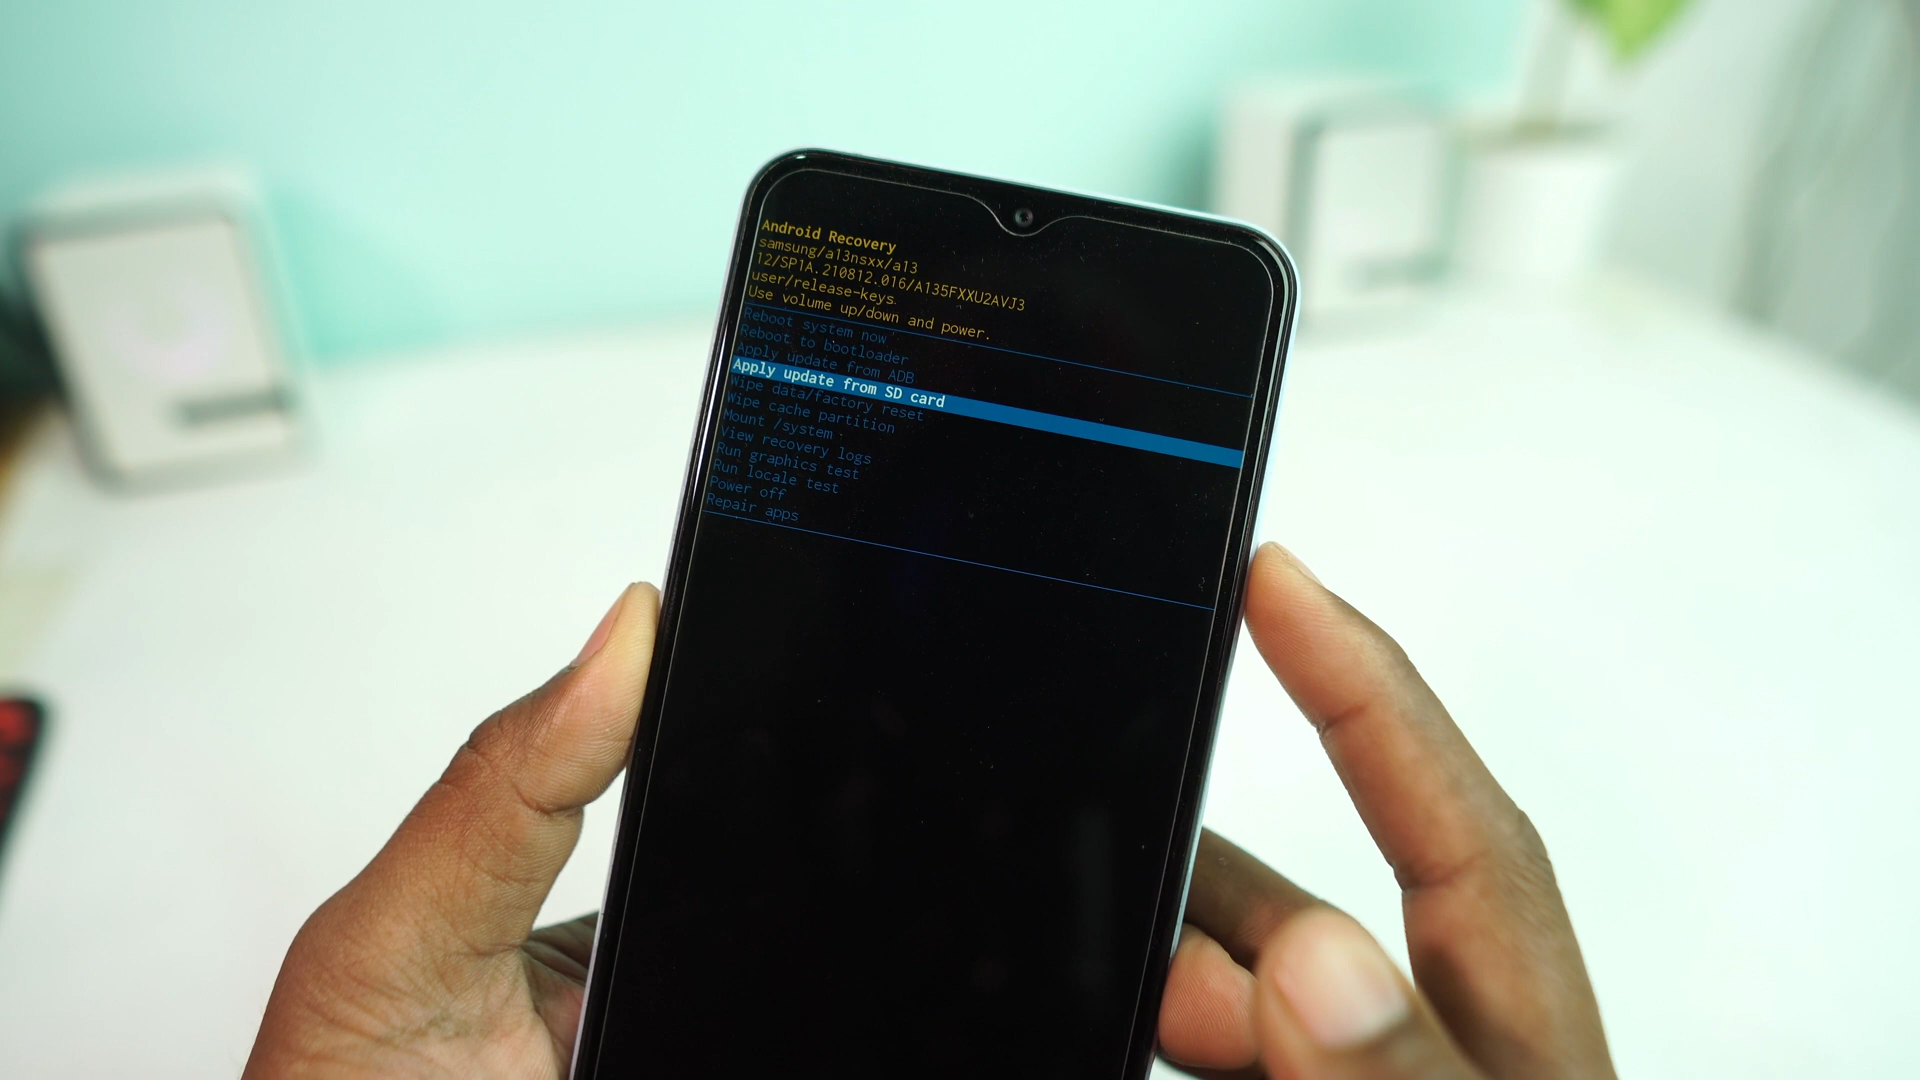 Android Recovery
samsung/a13nsxx/a13
12/SP1A.210812.016/A135FXXU2AVJ3
user/release-keys
Use volume up/down and power.
Reboot system now
Reboot to bootloader
Apply update from ADB
Apply update from SD card
Wipe data/factory reset
Wipe cache partition
Mount /system
View recovery logs
Run graphics test
Run locale test
Power off
Repair apps